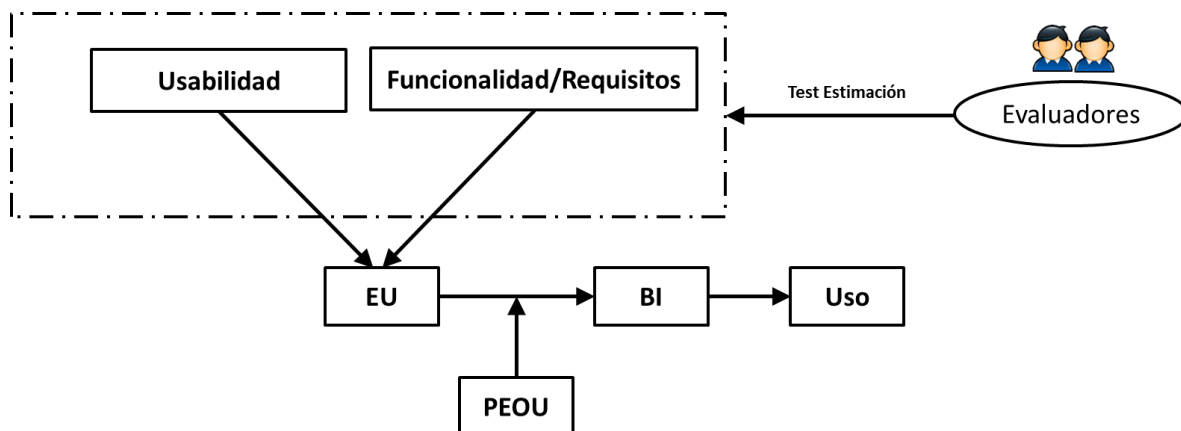 Usabilidad
Funcionalidad/Requisitos
Test Estimación
Evaluadores
EU
BI
Uso
PEOU